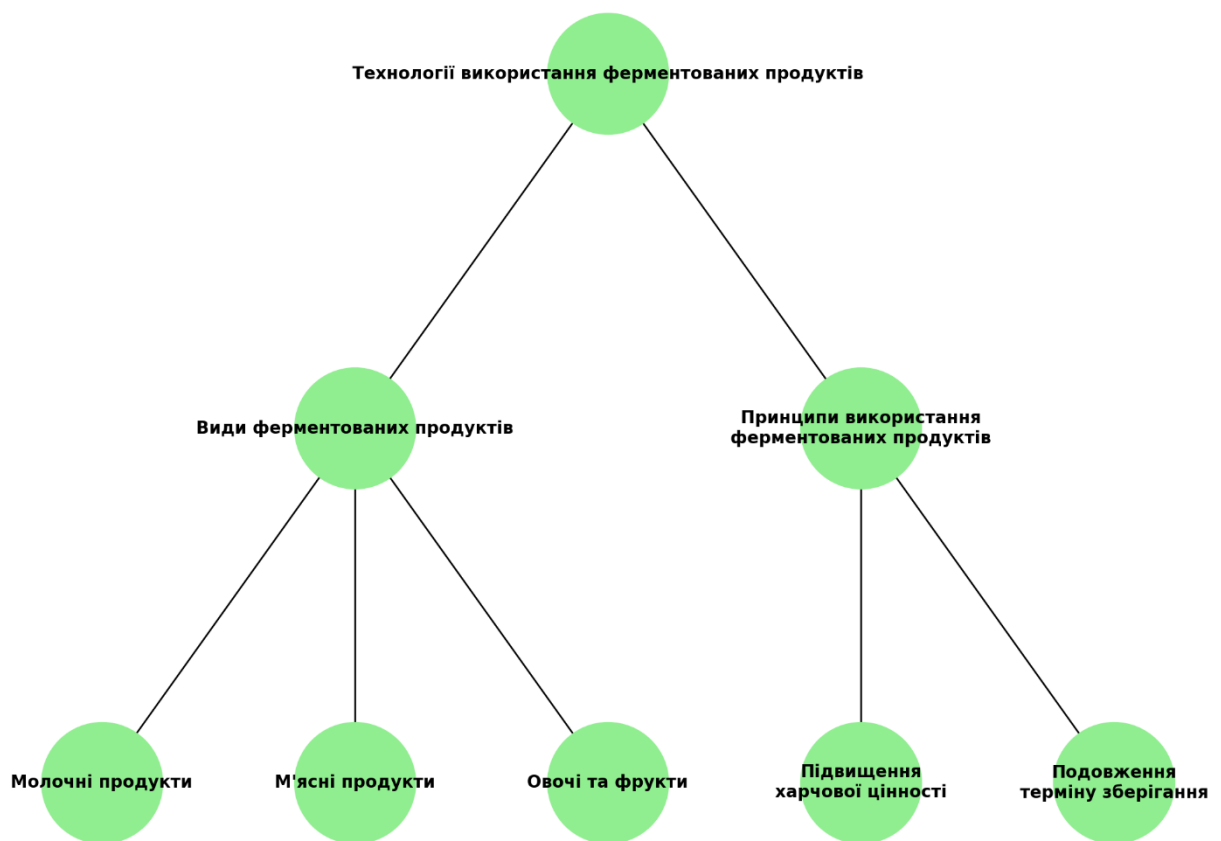 Технології використання ферментованих продуктів
Види ферментованих продуктів
Принципи використання
ферментованих продуктів
Молочні продукти
М'ясні продукти
Овочі та фрукти
Підвищення
харчової цінності
Подовження
терміну зберігання